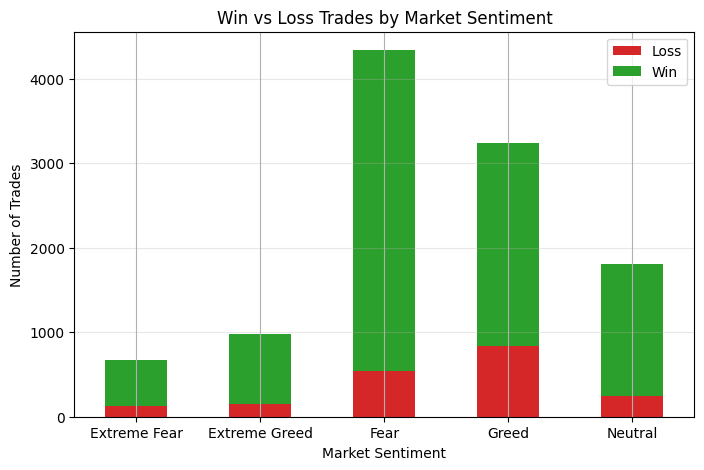 Win vs Loss Trades by Market Sentiment
Loss
Win
Number of Trades
4000
3000
2000
1000
0
Extreme Fear
Extreme Greed
Fear
Greed
Neutral
Market Sentiment